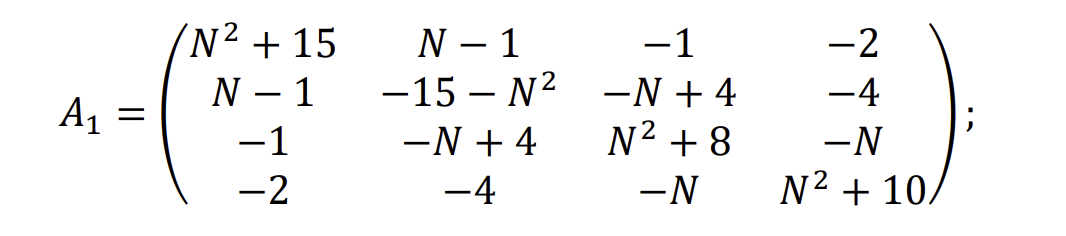 N² + 15 N − 1 −1 −2
N − 1 −15 − N² −N + 4 −4
A₁ = ( ) ;
−1 −N + 4 N² + 8 −N
−2 −4 −N N² + 10